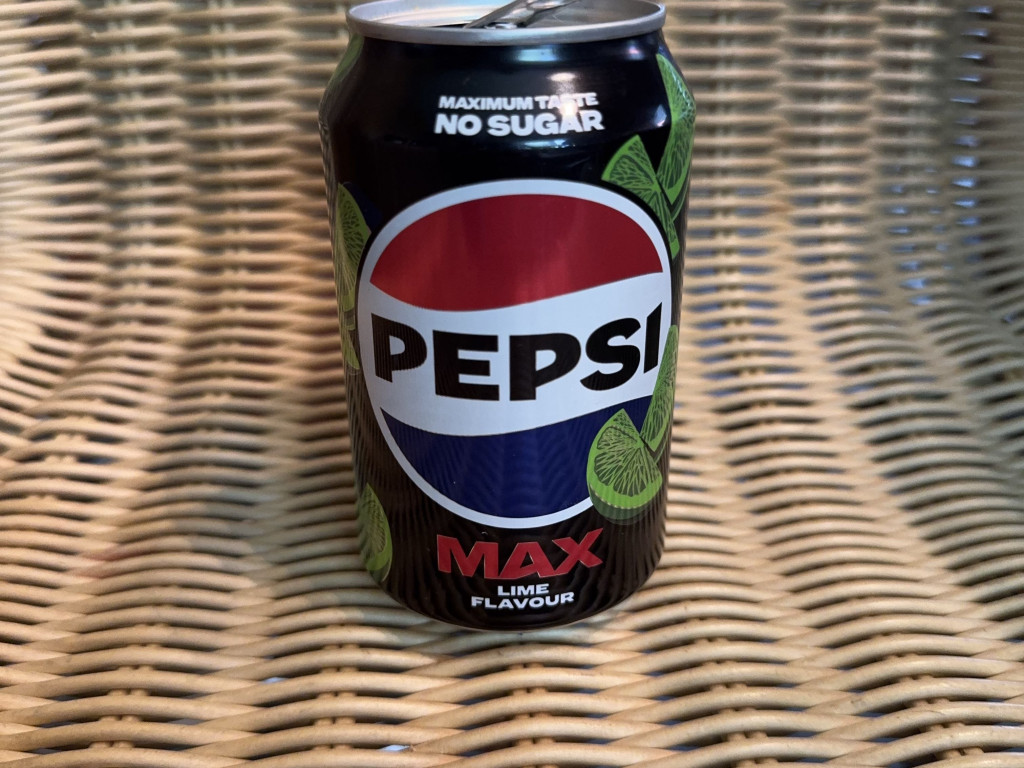 MAXIMUM TASTE
NO SUGAR
PEPSI
MAX
LIME
FLAVOUR